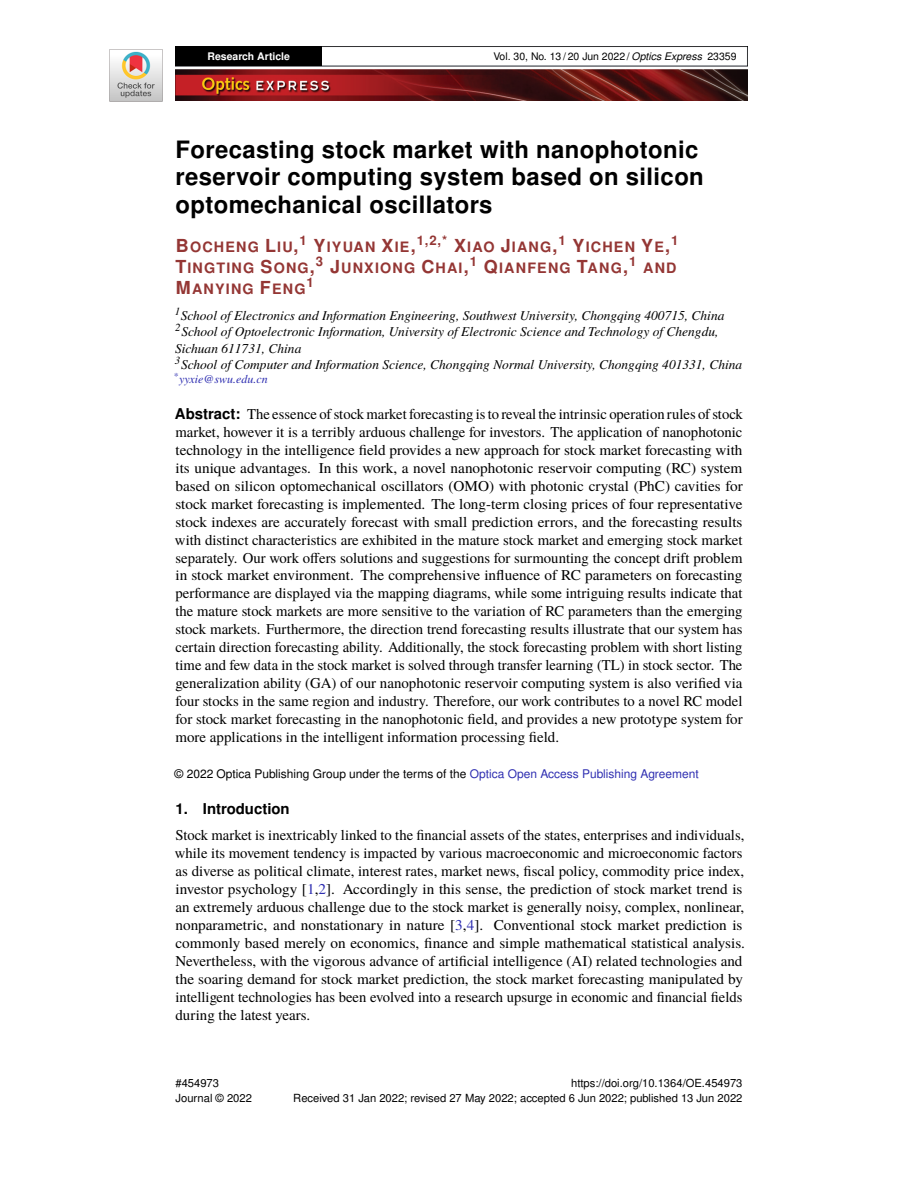 Check for
updates
Research Article
Vol. 30, No. 13 / 20 Jun 2022 / Optics Express 23359
Optics EXPRESS
Forecasting stock market with nanophotonic
reservoir computing system based on silicon
optomechanical oscillators
BOCHENG LIU,1 YIYUAN XIE,1,2,* XIAO JIANG,1 YICHEN YE,1
TINGTING SONG,3 JUNXIONG CHAI,1 QIANFENG TANG,1 AND
MANYING FENG1
1School of Electronics and Information Engineering, Southwest University, Chongqing 400715, China
2School of Optoelectronic Information, University of Electronic Science and Technology of Chengdu,
Sichuan 611731, China
3School of Computer and Information Science, Chongqing Normal University, Chongqing 401331, China
*yyxie@swu.edu.cn
Abstract: The essence of stock market forecasting is to reveal the intrinsic operation rules of stock
market, however it is a terribly arduous challenge for investors. The application of nanophotonic
technology in the intelligence field provides a new approach for stock market forecasting with
its unique advantages. In this work, a novel nanophotonic reservoir computing (RC) system
based on silicon optomechanical oscillators (OMO) with photonic crystal (PhC) cavities for
stock market forecasting is implemented. The long-term closing prices of four representative
stock indexes are accurately forecast with small prediction errors, and the forecasting results
with distinct characteristics are exhibited in the mature stock market and emerging stock market
separately. Our work offers solutions and suggestions for surmounting the concept drift problem
in stock market environment. The comprehensive influence of RC parameters on forecasting
performance are displayed via the mapping diagrams, while some intriguing results indicate that
the mature stock markets are more sensitive to the variation of RC parameters than the emerging
stock markets. Furthermore, the direction trend forecasting results illustrate that our system has
certain direction forecasting ability. Additionally, the stock forecasting problem with short listing
time and few data in the stock market is solved through transfer learning (TL) in stock sector. The
generalization ability (GA) of our nanophotonic reservoir computing system is also verified via
four stocks in the same region and industry. Therefore, our work contributes to a novel RC model
for stock market forecasting in the nanophotonic field, and provides a new prototype system for
more applications in the intelligent information processing field.
© 2022 Optica Publishing Group under the terms of the Optica Open Access Publishing Agreement
1. Introduction
Stock market is inextricably linked to the financial assets of the states, enterprises and individuals,
while its movement tendency is impacted by various macroeconomic and microeconomic factors
as diverse as political climate, interest rates, market news, fiscal policy, commodity price index,
investor psychology [1,2]. Accordingly in this sense, the prediction of stock market trend is
an extremely arduous challenge due to the stock market is generally noisy, complex, nonlinear,
nonparametric, and nonstationary in nature [3,4]. Conventional stock market prediction is
commonly based merely on economics, finance and simple mathematical statistical analysis.
Nevertheless, with the vigorous advance of artificial intelligence (AI) related technologies and
the soaring demand for stock market prediction, the stock market forecasting manipulated by
intelligent technologies has been evolved into a research upsurge in economic and financial fields
during the latest years.
#454973
https://doi.org/10.1364/OE.454973
Journal © 2022
Received 31 Jan 2022; revised 27 May 2022; accepted 6 Jun 2022; published 13 Jun 2022